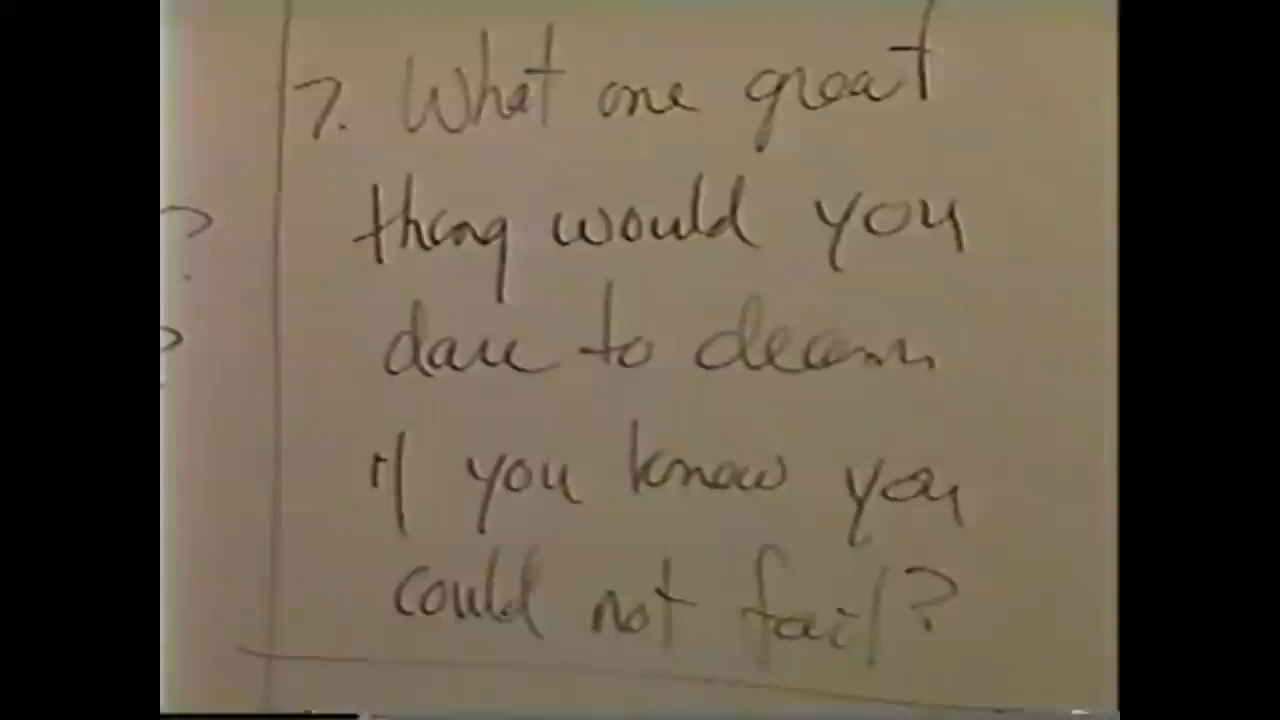 7. What one great
thing would you
dare to dream
if you knew you
could not fail?